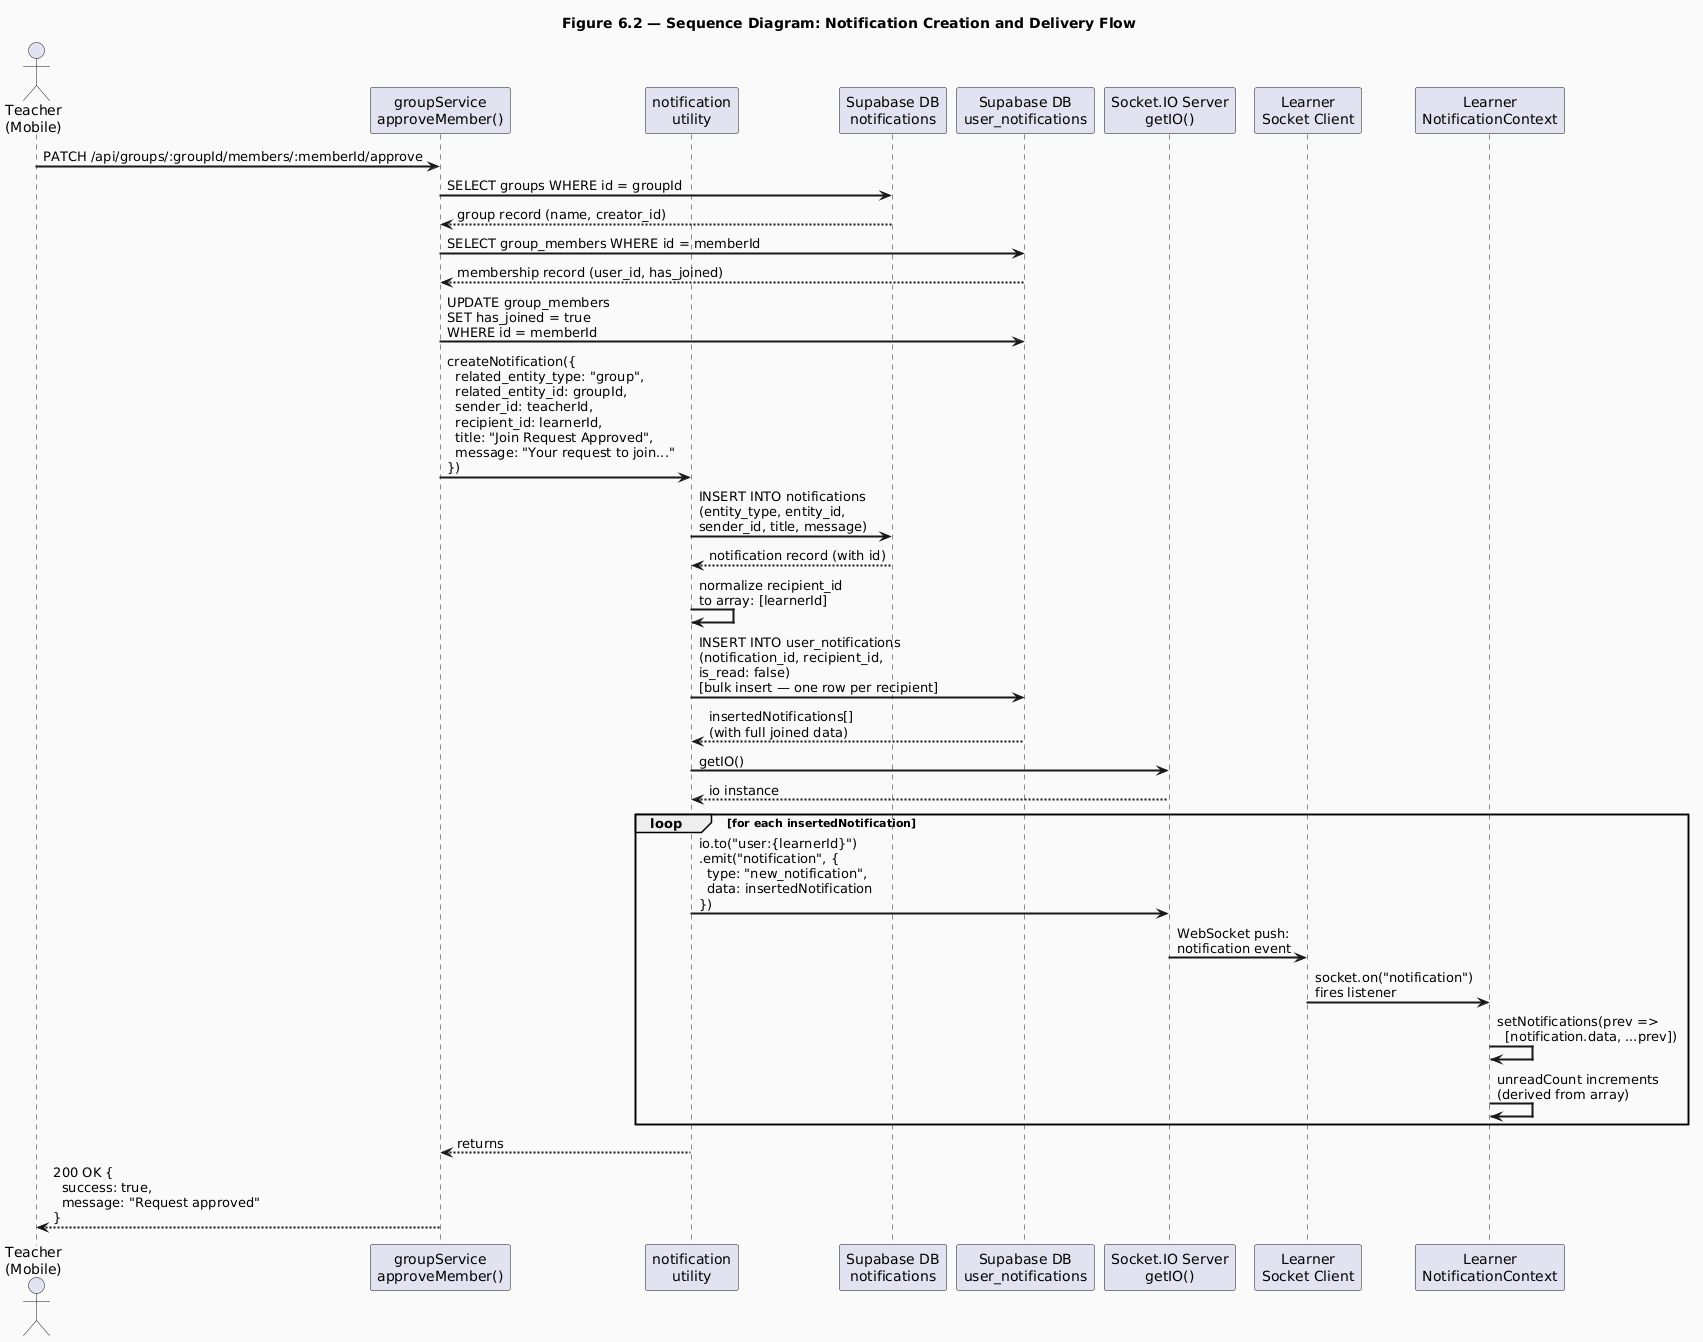 Figure 6.2 — Sequence Diagram: Notification Creation and Delivery Flow
Teacher
(Mobile)
groupService
approveMember()
notification
utility
Supabase DB
notifications
Supabase DB
user_notifications
Socket.IO Server
getIO()
Learner
Socket Client
Learner
NotificationContext
PATCH /api/groups/:groupId/members/:memberId/approve
SELECT groups WHERE id = groupId
group record (name, creator_id)
SELECT group_members WHERE id = memberId
membership record (user_id, has_joined)
UPDATE group_members
SET has_joined = true
WHERE id = memberId
createNotification({
related_entity_type: "group",
related_entity_id: groupId,
sender_id: teacherId,
recipient_id: learnerId,
title: "Join Request Approved",
message: "Your request to join..."
})
INSERT INTO notifications
(entity_type, entity_id,
sender_id, title, message)
notification record (with id)
normalize recipient_id
to array: [learnerId]
INSERT INTO user_notifications
(notification_id, recipient_id,
is_read: false)
[bulk insert — one row per recipient]
insertedNotifications[]
(with full joined data)
getIO()
io instance
loop [for each insertedNotification]
io.to("user:{learnerId}")
.emit("notification", {
type: "new_notification",
data: insertedNotification
})
WebSocket push:
notification event
socket.on("notification")
fires listener
setNotifications(prev =>
[notification.data, ...prev])
unreadCount increments
(derived from array)
returns
200 OK {
success: true,
message: "Request approved"
}
Teacher
(Mobile)
groupService
approveMember()
notification
utility
Supabase DB
notifications
Supabase DB
user_notifications
Socket.IO Server
getIO()
Learner
Socket Client
Learner
NotificationContext